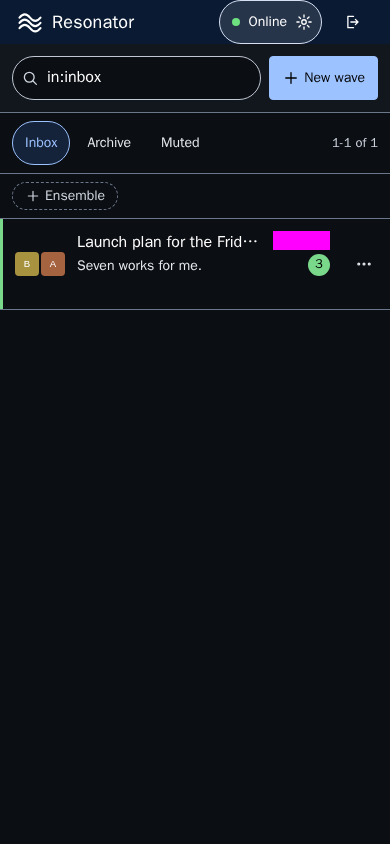 Resonator
Online
in:inbox
New wave
Inbox
Archive
Muted
1-1 of 1
Ensemble
Launch plan for the Frid···
B
A
Seven works for me.
3